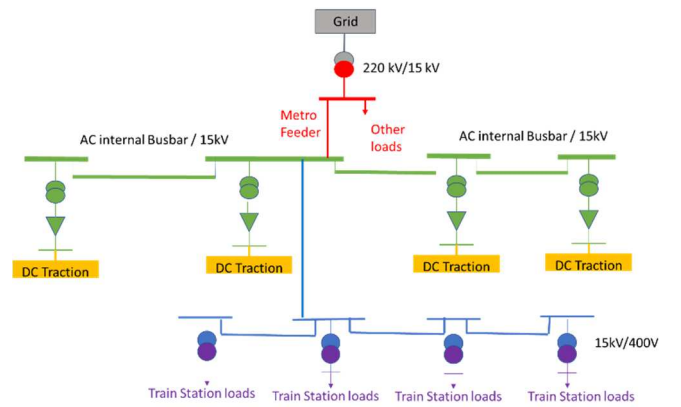 Grid
220 kV/15 kV
Metro
Feeder
Other
loads
AC internal Busbar / 15kV
AC internal Busbar / 15kV
DC Traction
DC Traction
DC Traction
DC Traction
15kV/400V
Train Station loads
Train Station loads
Train Station loads
Train Station loads